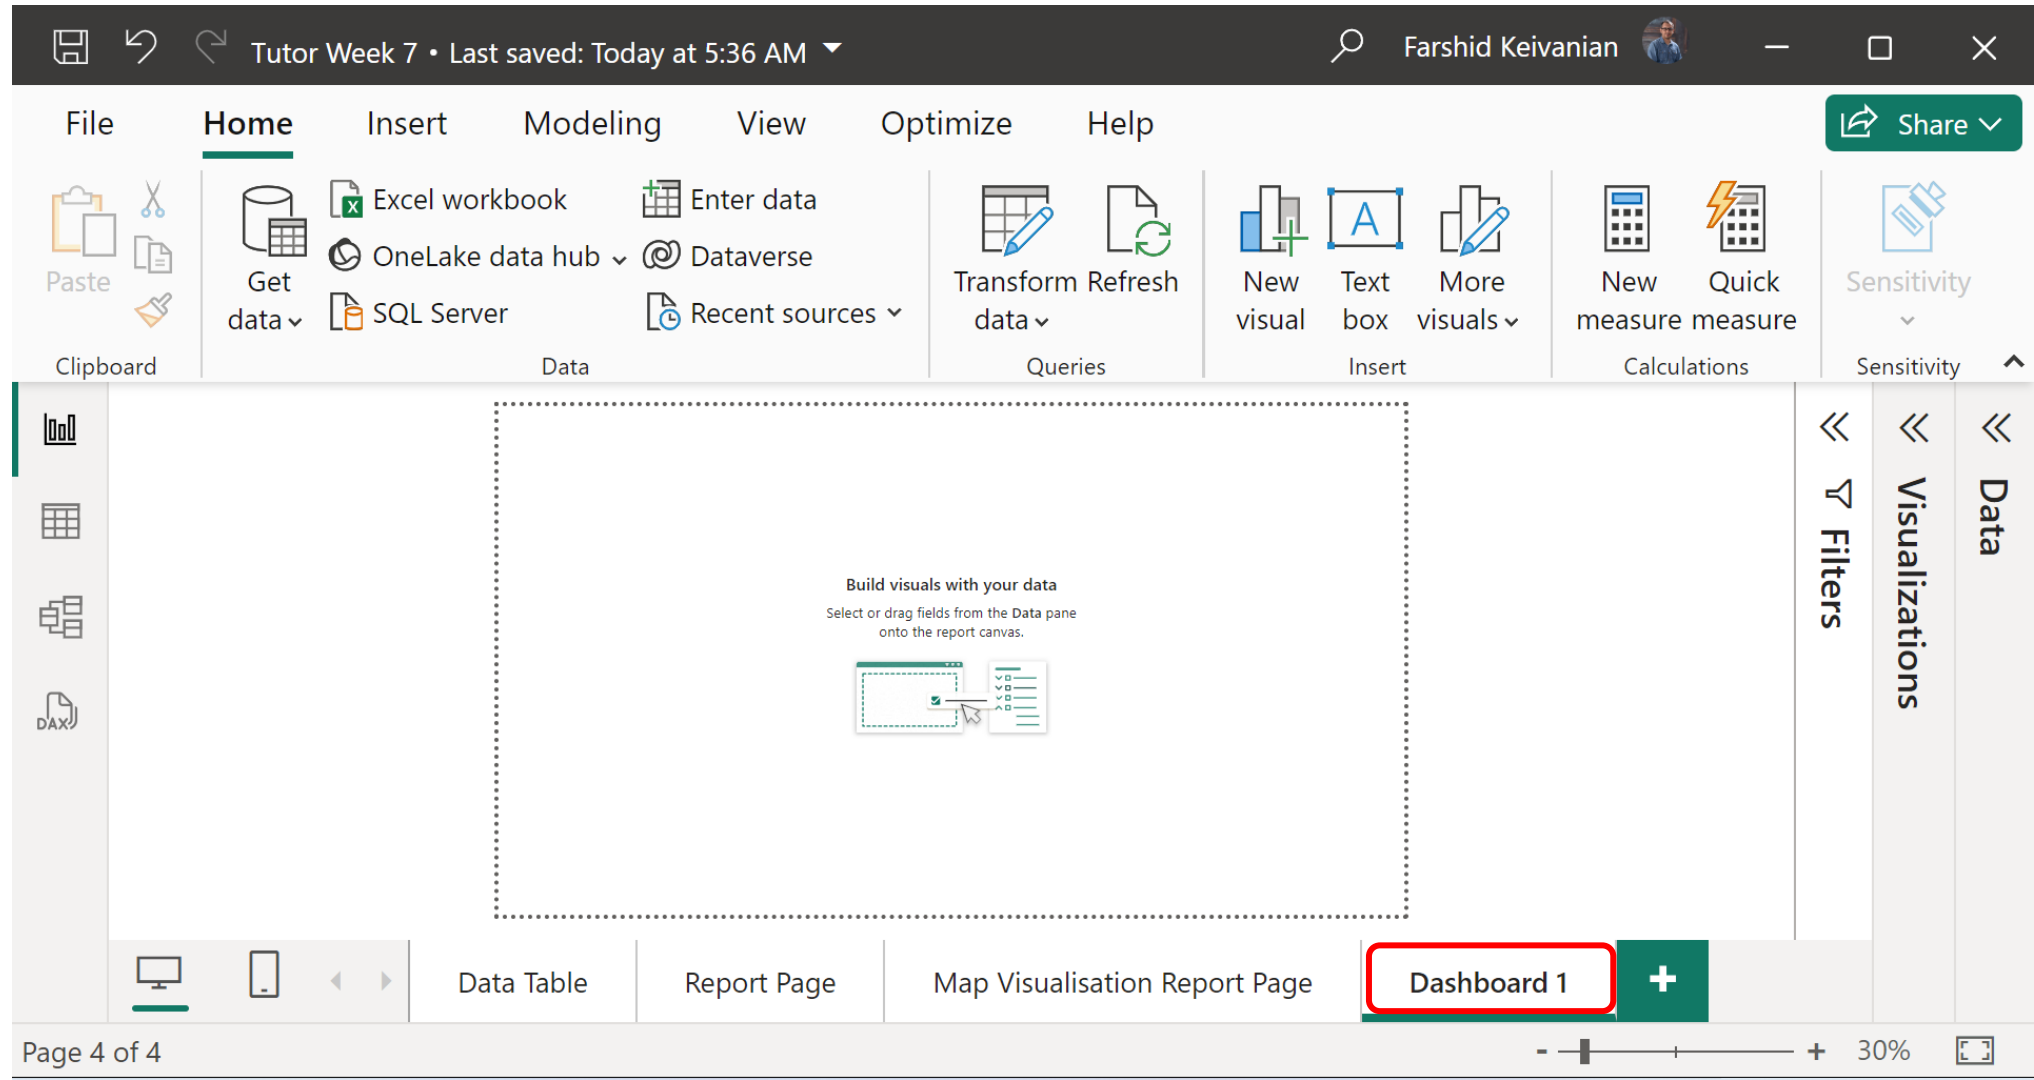 Tutor Week 7 • Last saved: Today at 5:36 AM
Farshid Keivanian
File Home Insert Modeling View Optimize Help
Share
Paste
Clipboard
Get data
Excel workbook
OneLake data hub
SQL Server
Enter data
Dataverse
Recent sources
Data
Transform data
Refresh
Queries
New visual
A
Text box
More visuals
Insert
New measure
Quick measure
Calculations
Sensitivity
Sensitivity
DAX
Build visuals with your data
Select or drag fields from the Data pane
onto the report canvas.
Filters
Visualizations
Data
Data Table
Report Page
Map Visualisation Report Page
Dashboard 1
+
Page 4 of 4
- + 30%